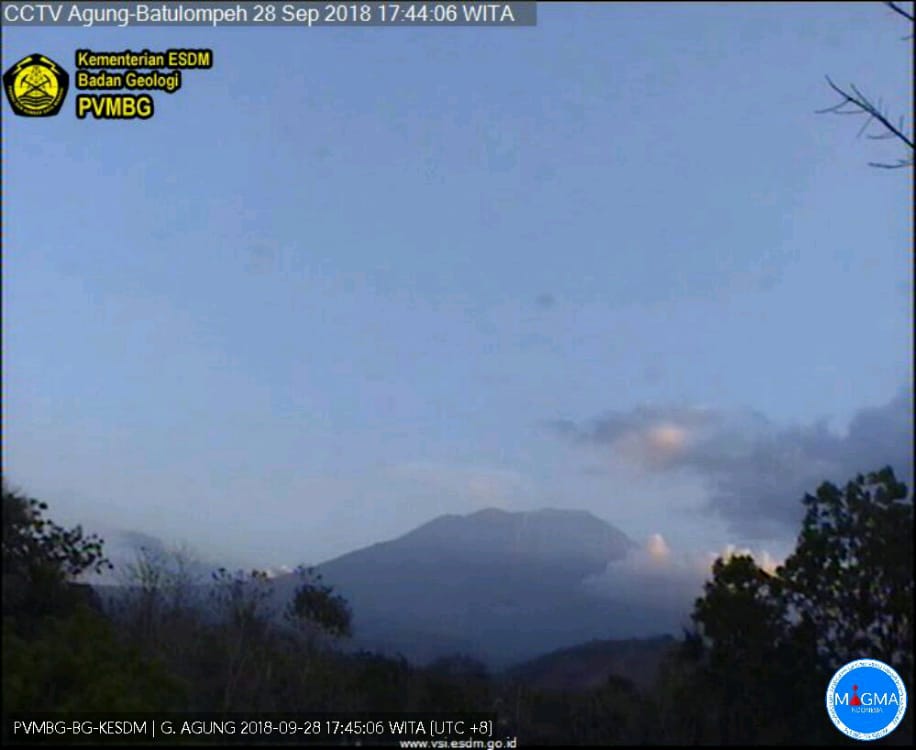 CCTV Agung-Batulompeh 28 Sep 2018 17:44:06 WITA
Kementerian ESDM
Badan Geologi
PVMBG
MAGMA
INDONESIA
PVMBG-BG-KESDM | G. AGUNG 2018-09-28 17:45:06 WITA [UTC +8]
www.vsi.esdm.go.id